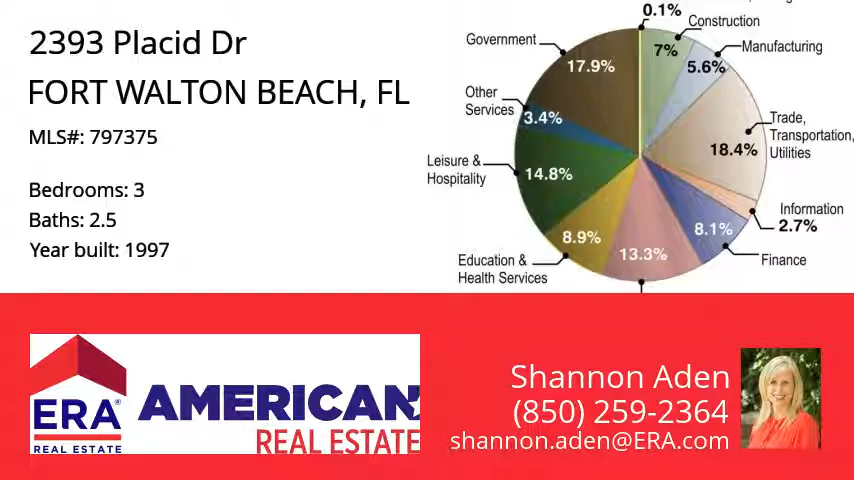 2393 Placid Dr
FORT WALTON BEACH, FL
MLS#: 797375
Bedrooms: 3
Baths: 2.5
Year built: 1997
0.1%
Construction
7%
Manufacturing
5.6%
Trade,
Transportation,
Utilities
18.4%
Information
2.7%
Finance
8.1%
13.3%
Education &
Health Services
8.9%
Leisure &
Hospitality
14.8%
Other
Services
3.4%
Government
17.9%
ERA®
REAL ESTATE
AMERICAN
REAL ESTATE
Shannon Aden
(850) 259-2364
shannon.aden@ERA.com